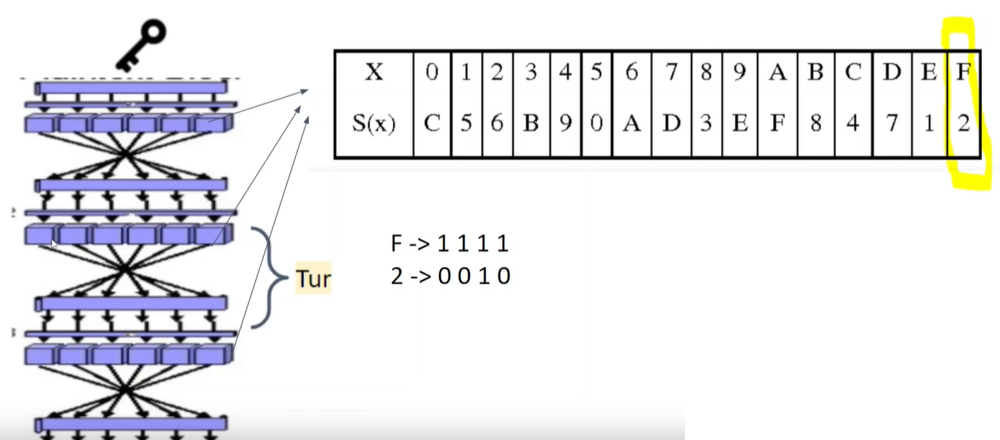 X 0 1 2 3 4 5 6 7 8 9 A B C D E F
S(x) C 5 6 B 9 0 A D 3 E F 8 4 7 1 2
F -> 1 1 1 1
2 -> 0 0 1 0
Tur